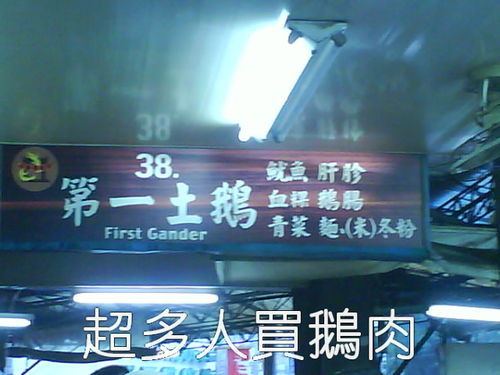 38.
第一土鵝
First Gander
魷魚 肝胗
血粿 鵝腸
青菜 麵.(米)冬粉
超多人買鵝肉